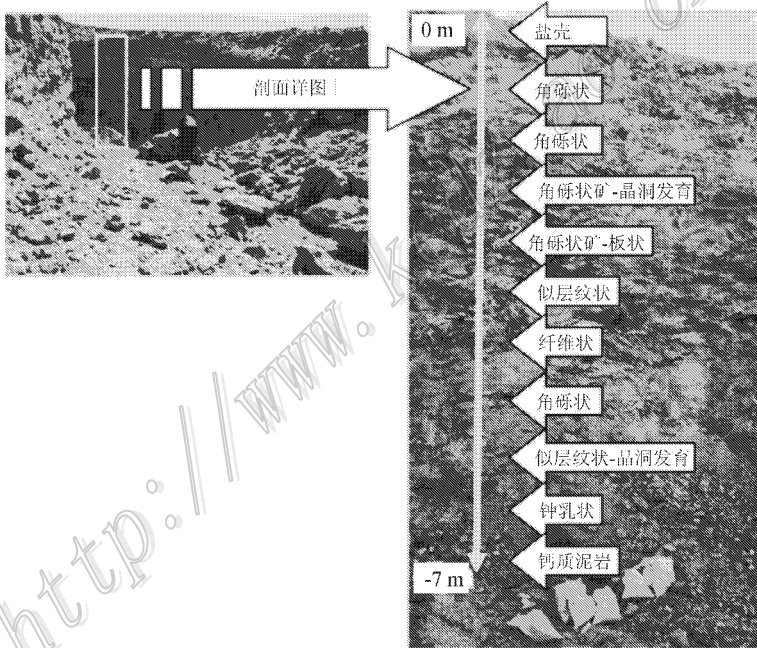 剖面详图
0 m
盐壳
角砾状
角砾状
角砾状矿-晶洞发育
角砾状矿-板状
似层纹状
纤维状
角砾状
似层纹状-晶洞发育
钟乳状
钙质泥岩
-7 m
http://www.k